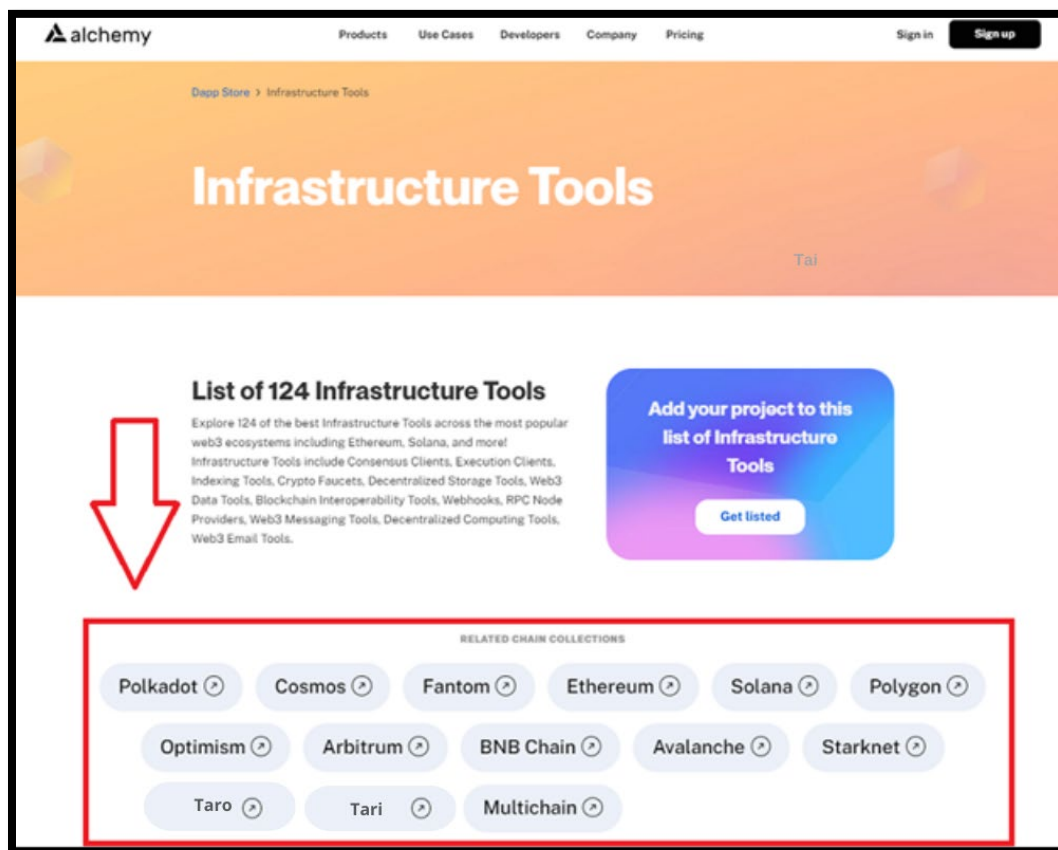 alchemy Products Use Cases Developers Company Pricing Sign in Sign up
Dapp Store > Infrastructure Tools
Infrastructure Tools
Tai
List of 124 Infrastructure Tools
Explore 124 of the best Infrastructure Tools across the most popular
web3 ecosystems including Ethereum, Solana, and more!
Infrastructure Tools include Consensus Clients, Execution Clients,
Indexing Tools, Crypto Faucets, Decentralized Storage Tools, Web3
Data Tools, Blockchain Interoperability Tools, Webhooks, RPC Node
Providers, Web3 Messaging Tools, Decentralized Computing Tools,
Web3 Email Tools.
Add your project to this
list of Infrastructure
Tools
Get listed
RELATED CHAIN COLLECTIONS
Polkadot Cosmos Fantom Ethereum Solana Polygon
Optimism Arbitrum BNB Chain Avalanche Starknet
Taro Tari Multichain